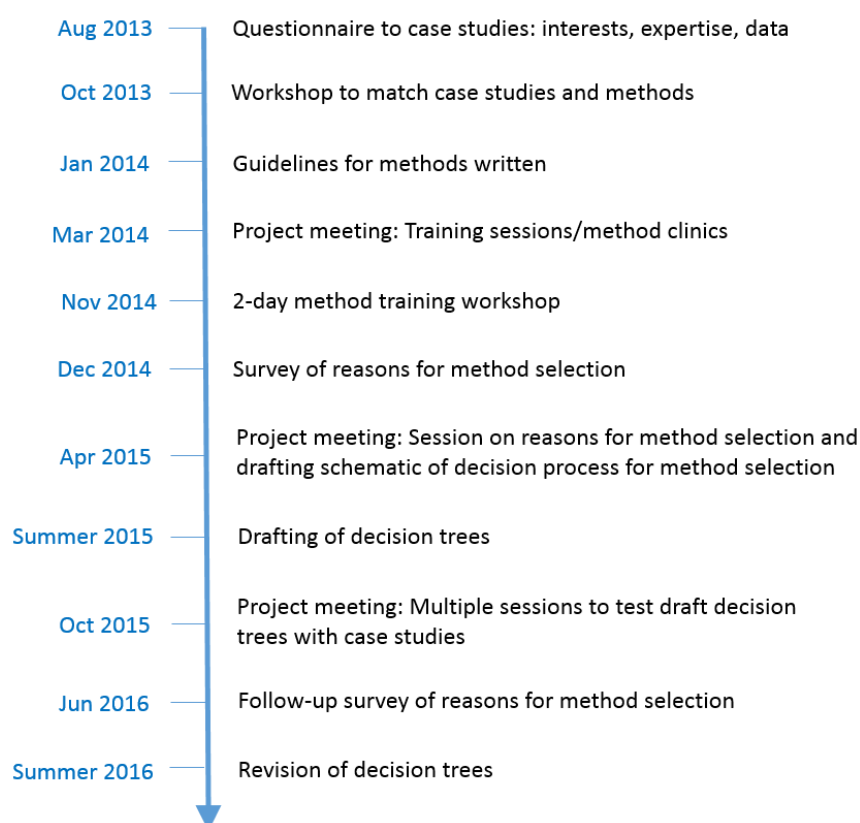 Aug 2013 Questionnaire to case studies: interests, expertise, data
Oct 2013 Workshop to match case studies and methods
Jan 2014 Guidelines for methods written
Mar 2014 Project meeting: Training sessions/method clinics
Nov 2014 2-day method training workshop
Dec 2014 Survey of reasons for method selection
Apr 2015 Project meeting: Session on reasons for method selection and
drafting schematic of decision process for method selection
Summer 2015 Drafting of decision trees
Oct 2015 Project meeting: Multiple sessions to test draft decision
trees with case studies
Jun 2016 Follow-up survey of reasons for method selection
Summer 2016 Revision of decision trees